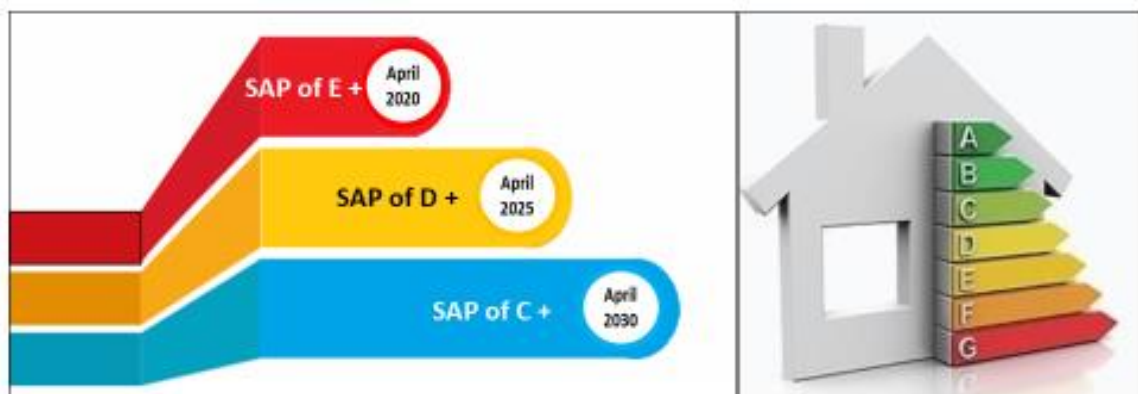 SAP of E +
April
2020
SAP of D +
April
2025
SAP of C +
April
2030
A
B
C
D
E
F
G